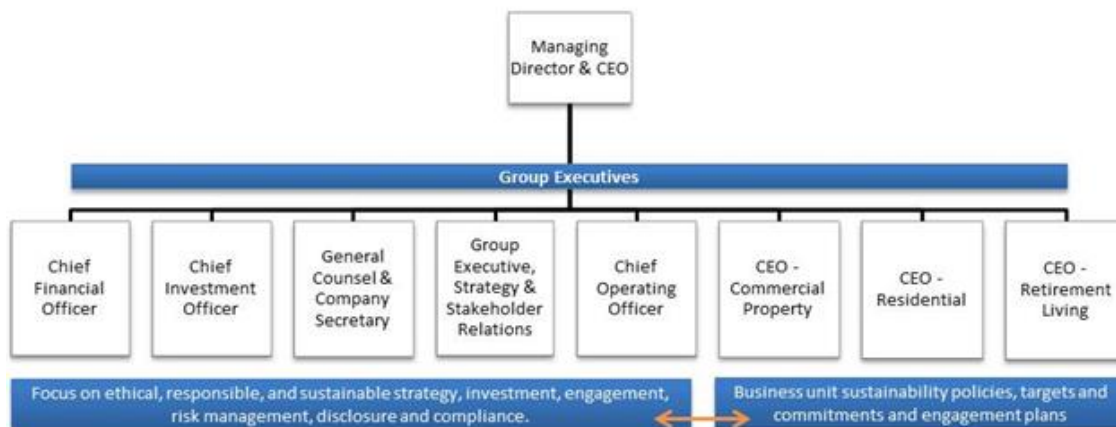 Managing
Director & CEO
Group Executives
Chief
Financial
Officer
Chief
Investment
Officer
General
Counsel &
Company
Secretary
Group
Executive,
Strategy &
Stakeholder
Relations
Chief
Operating
Officer
CEO -
Commercial
Property
CEO -
Residential
CEO -
Retirement
Living
Focus on ethical, responsible, and sustainable strategy, investment, engagement,
risk management, disclosure and compliance.
Business unit sustainability policies, targets and
commitments and engagement plans